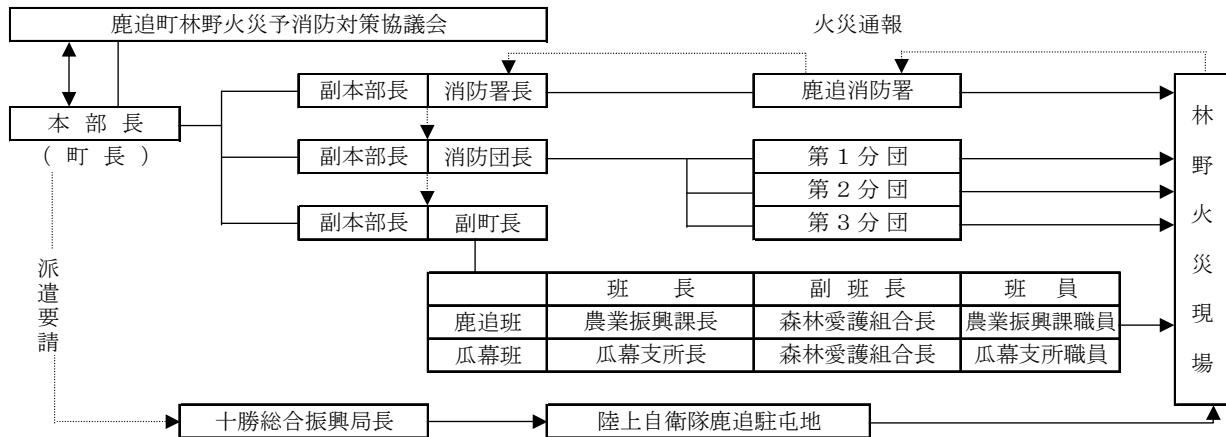 鹿追町林野火災予消防対策協議会
火災通報
副本部長 消防署長 鹿追消防署
本部長
(町長)
副本部長 消防団長 第1分団
第2分団
副本部長 副町長 第3分団
林野火災現場
派遣要請
班長 副班長 班員
鹿追班 農業振興課長 森林愛護組合長 農業振興課職員
瓜幕班 瓜幕支所長 森林愛護組合長 瓜幕支所職員
十勝総合振興局長 陸上自衛隊鹿追駐屯地